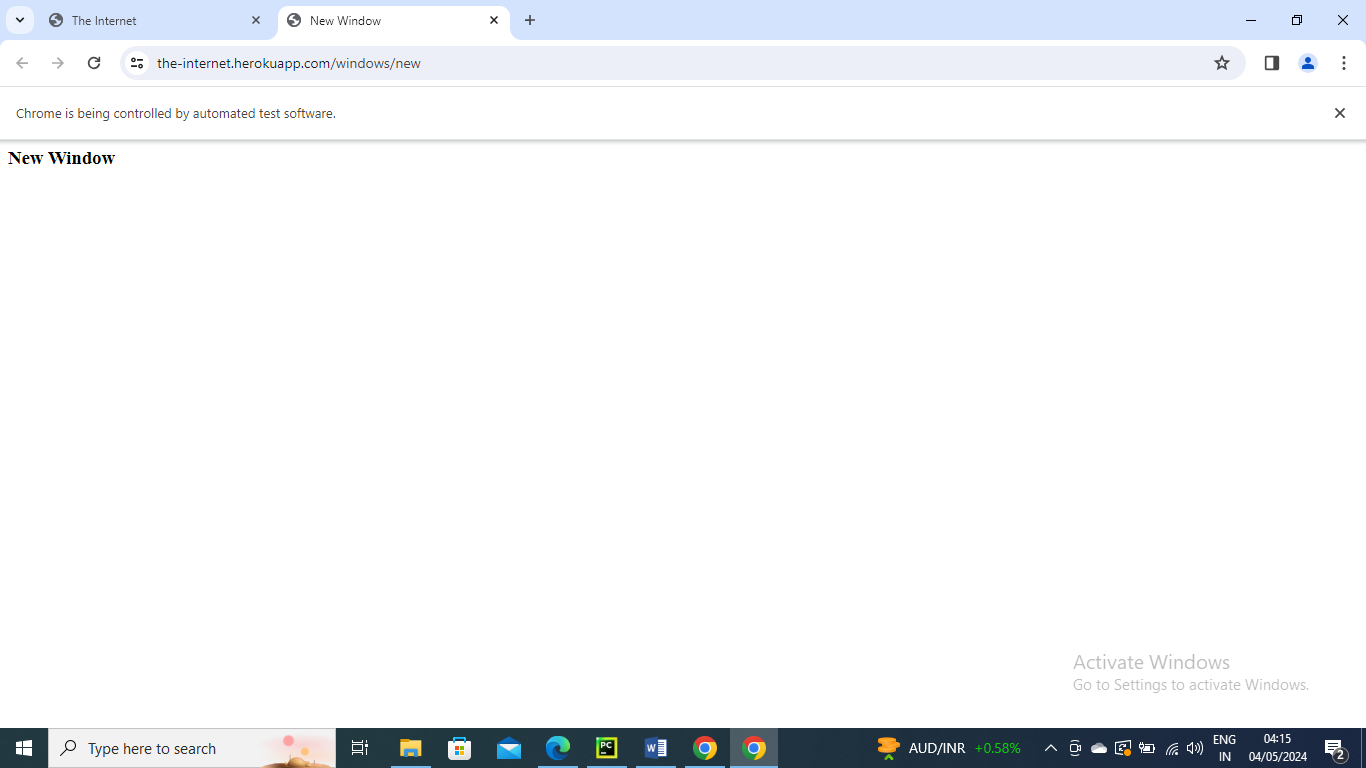 The Internet
New Window
the-internet.herokuapp.com/windows/new
Chrome is being controlled by automated test software.
New Window
Activate Windows
Go to Settings to activate Windows.
Type here to search
PC
W
AUD/INR +0.58%
ENG
IN
04:15
04/05/2024
2